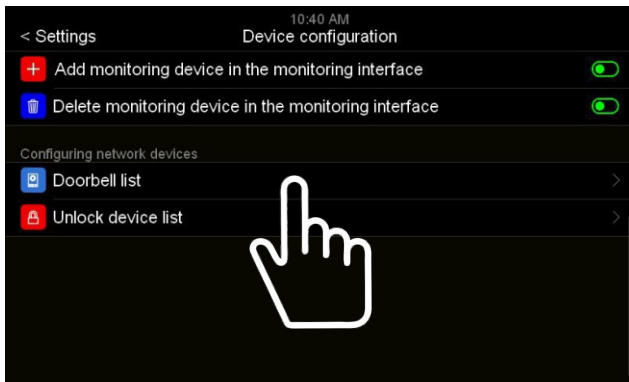 10:40 AM
< Settings
Device configuration
Add monitoring device in the monitoring interface
Delete monitoring device in the monitoring interface
Configuring network devices
Doorbell list
Unlock device list